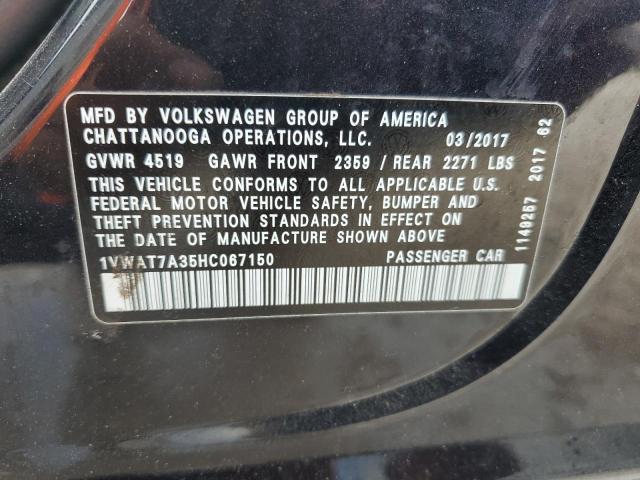 MFD BY VOLKSWAGEN GROUP OF AMERICA
CHATTANOOGA OPERATIONS, LLC. 03/2017
GVWR 4519 GAWR FRONT 2359 / REAR 2271 LBS
THIS VEHICLE CONFORMS TO ALL APPLICABLE U.S.
FEDERAL MOTOR VEHICLE SAFETY, BUMPER AND
THEFT PREVENTION STANDARDS IN EFFECT ON
THE DATE OF MANUFACTURE SHOWN ABOVE
1VWAT7A35HC067150 PASSENGER CAR
1149267 2017 62